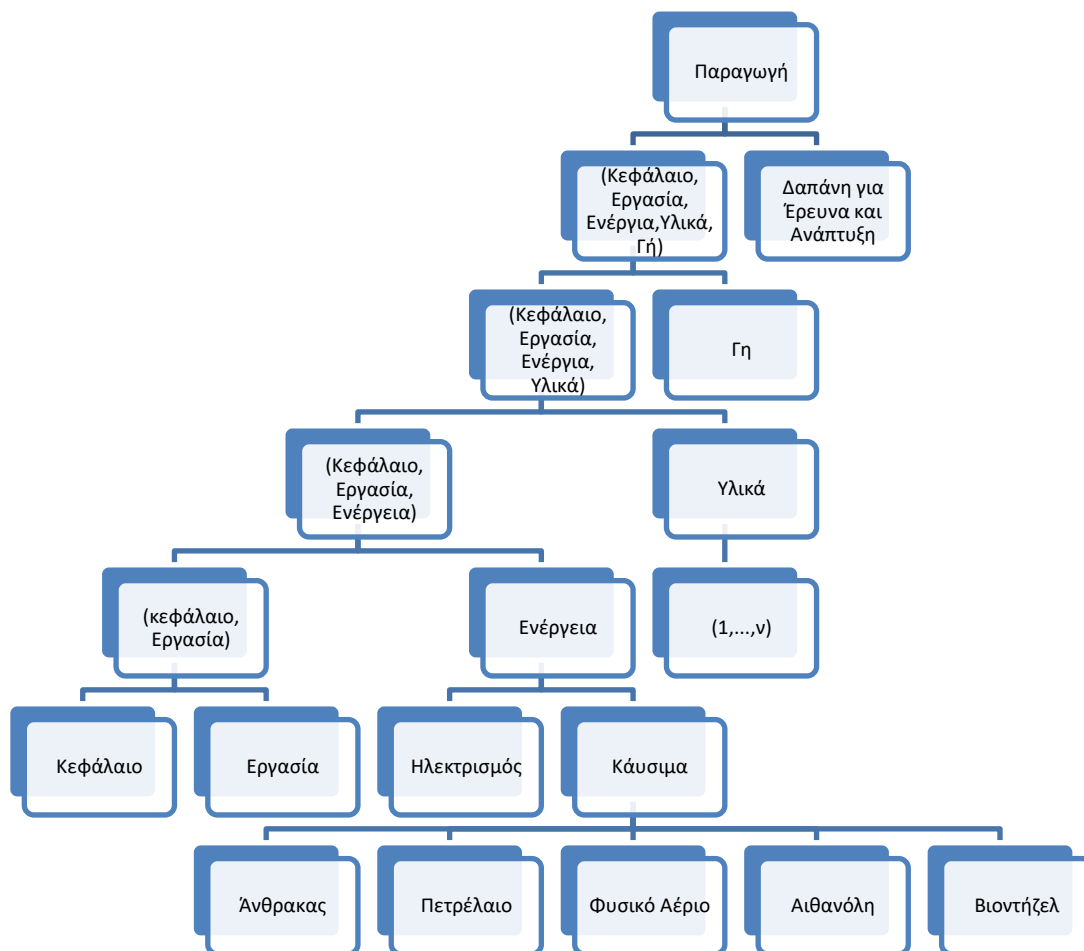 Παραγωγή
(Κεφάλαιο,
Εργασία,
Ενέργια,Υλικά,
Γή)
Δαπάνη για
Έρευνα και
Ανάπτυξη
(Κεφάλαιο,
Εργασία,
Ενέργια,
Υλικά)
Γη
(Κεφάλαιο,
Εργασία,
Ενέργεια)
Υλικά
(κεφάλαιο,
Εργασία)
Ενέργεια
(1,...,ν)
Κεφάλαιο
Εργασία
Ηλεκτρισμός
Κάυσιμα
Άνθρακας
Πετρέλαιο
Φυσικό Αέριο
Αιθανόλη
Βιοντήζελ